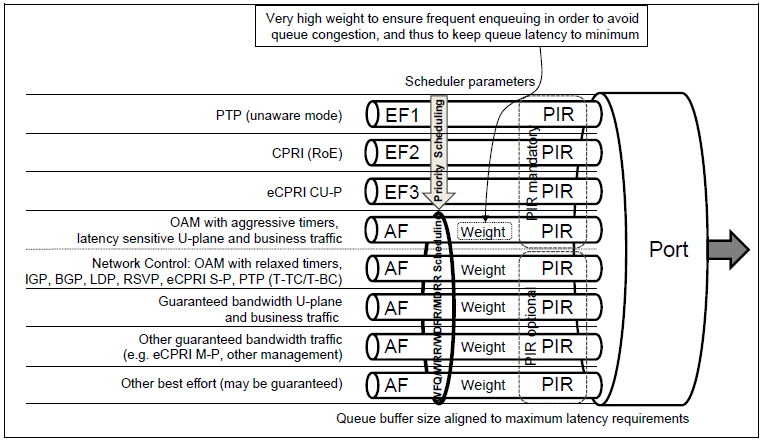 Very high weight to ensure frequent enqueuing in order to avoid
queue congestion, and thus to keep queue latency to minimum
Scheduler parameters
PTP (unaware mode)
EF1
PIR
CPRI (RoE)
EF2
PIR
eCPRI CU-P
EF3
PIR
Priority Scheduling
PIR mandatory
OAM with aggressive timers,
latency sensitive U-plane and business traffic
AF
Weight
PIR
Port
Network Control: OAM with relaxed timers,
IGP, BGP, LDP, RSVP, eCPRI S-P, PTP (T-TC/T-BC)
AF
Weight
PIR
Guaranteed bandwidth U-plane
and business traffic
AF
Weight
PIR
WFQ/WRR/WDRR/MDRR Scheduling
PIR optional
Other guaranteed bandwidth traffic
(e.g. eCPRI M-P, other management)
AF
Weight
PIR
Other best effort (may be guaranteed)
AF
Weight
PIR
Queue buffer size aligned to maximum latency requirements